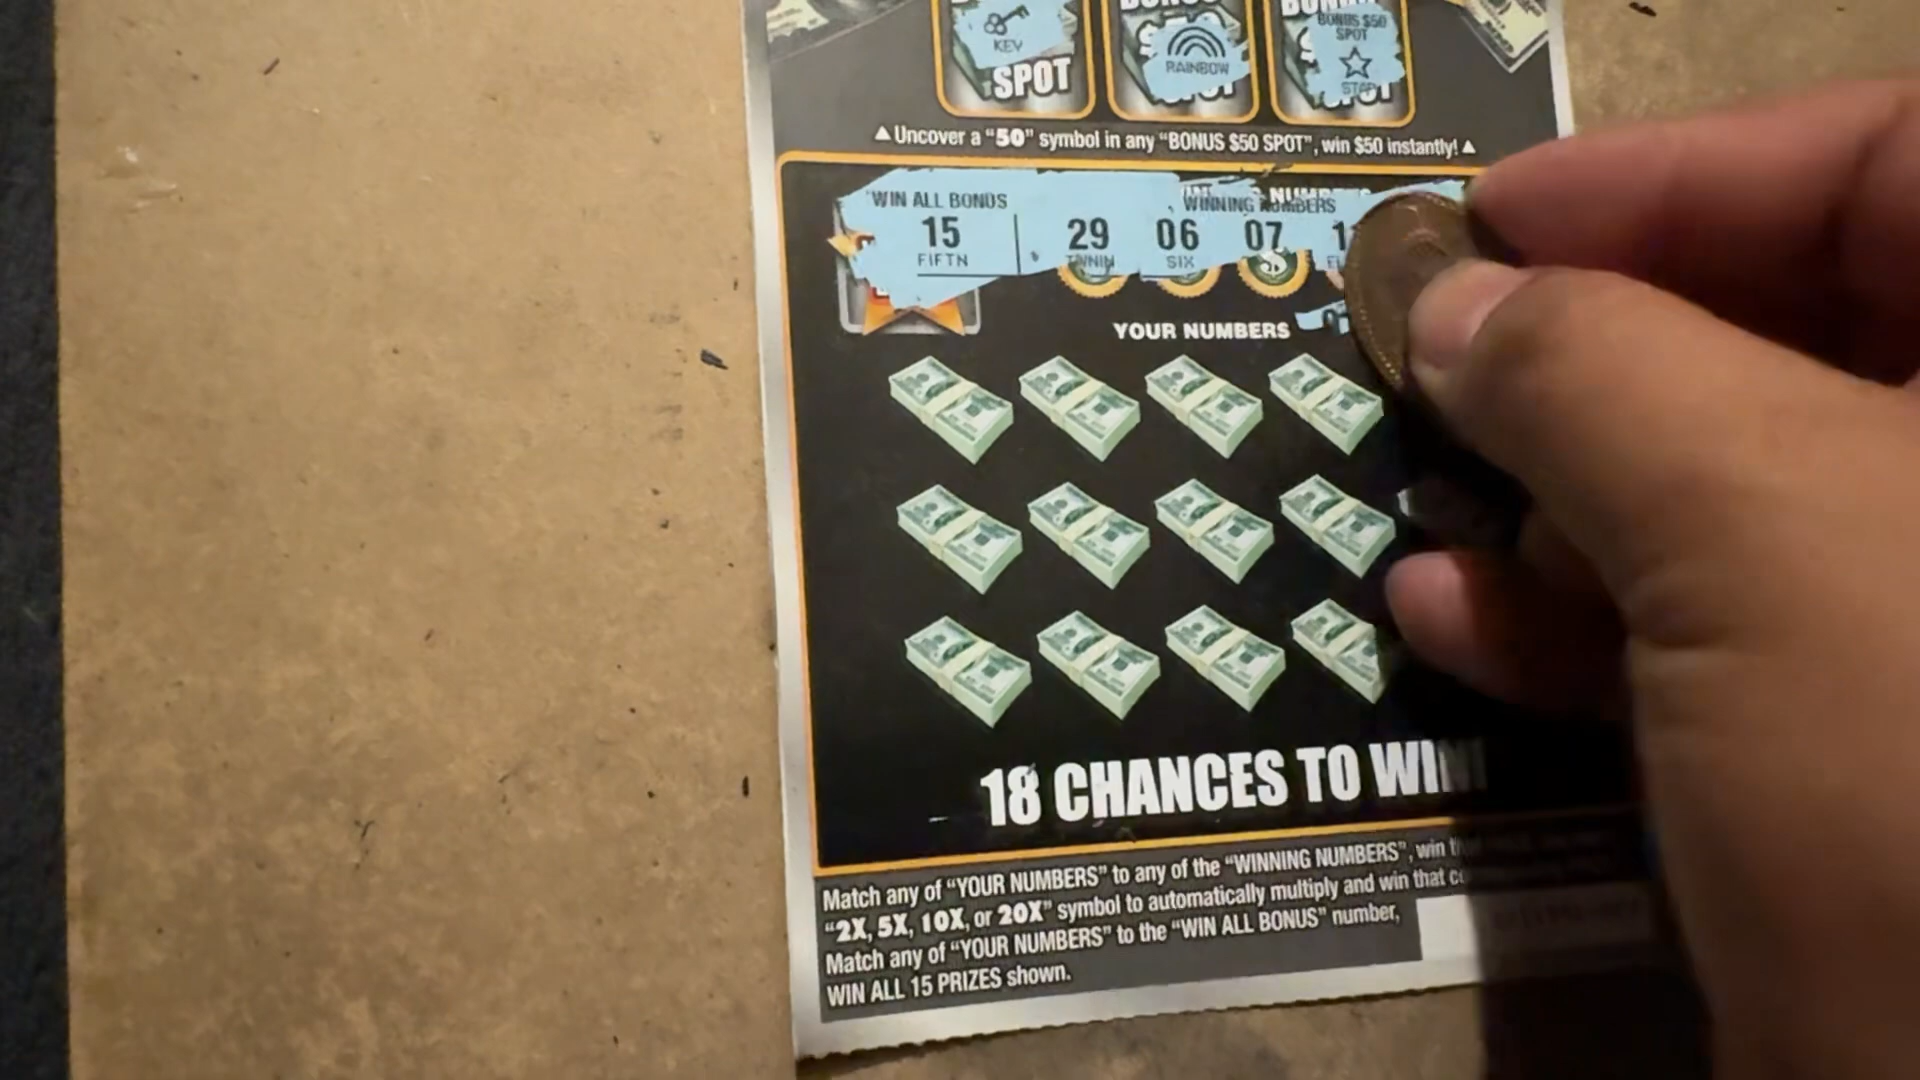 KEY
SPOT
RAINBOW
BONUS $50
SPOT
STAR
▲Uncover a “50” symbol in any “BONUS $50 SPOT”, win $50 instantly!▲
WIN ALL BONUS
WINNING NUMBERS
15 29 06 07
FIFTN TWNIN SIX
YOUR NUMBERS
18 CHANCES TO WIN
Match any of “YOUR NUMBERS” to any of the “WINNING NUMBERS”, win
“2X, 5X, 10X, or 20X” symbol to automatically multiply and win that
Match any of “YOUR NUMBERS” to the “WIN ALL BONUS” number,
WIN ALL 15 PRIZES shown.